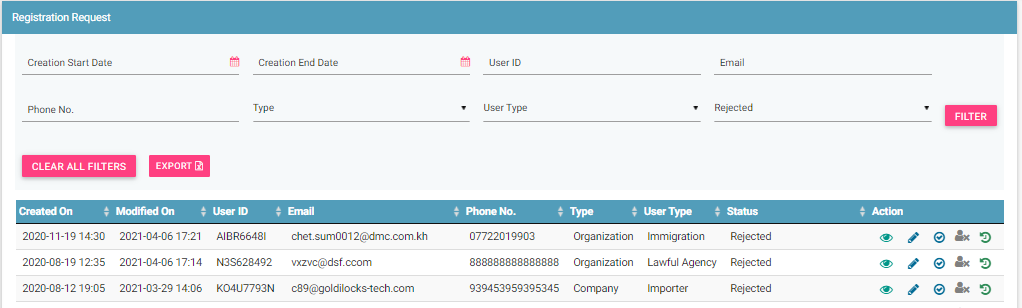 Registration Request
Creation Start Date Creation End Date User ID Email
Phone No. Type User Type Rejected FILTER
CLEAR ALL FILTERS EXPORT
Created On Modified On User ID Email Phone No. Type User Type Status Action
2020-11-19 14:30 2021-04-06 17:21 AIBR6648I chet.sum0012@dmc.com.kh 07722019903 Organization Immigration Rejected
2020-08-19 12:35 2021-04-06 17:14 N3S628492 vxzvc@dsf.ccom 888888888888888 Organization Lawful Agency Rejected
2020-08-12 19:05 2021-03-29 14:06 KO4U7793N c89@goldilocks-tech.com 939453959395345 Company Importer Rejected